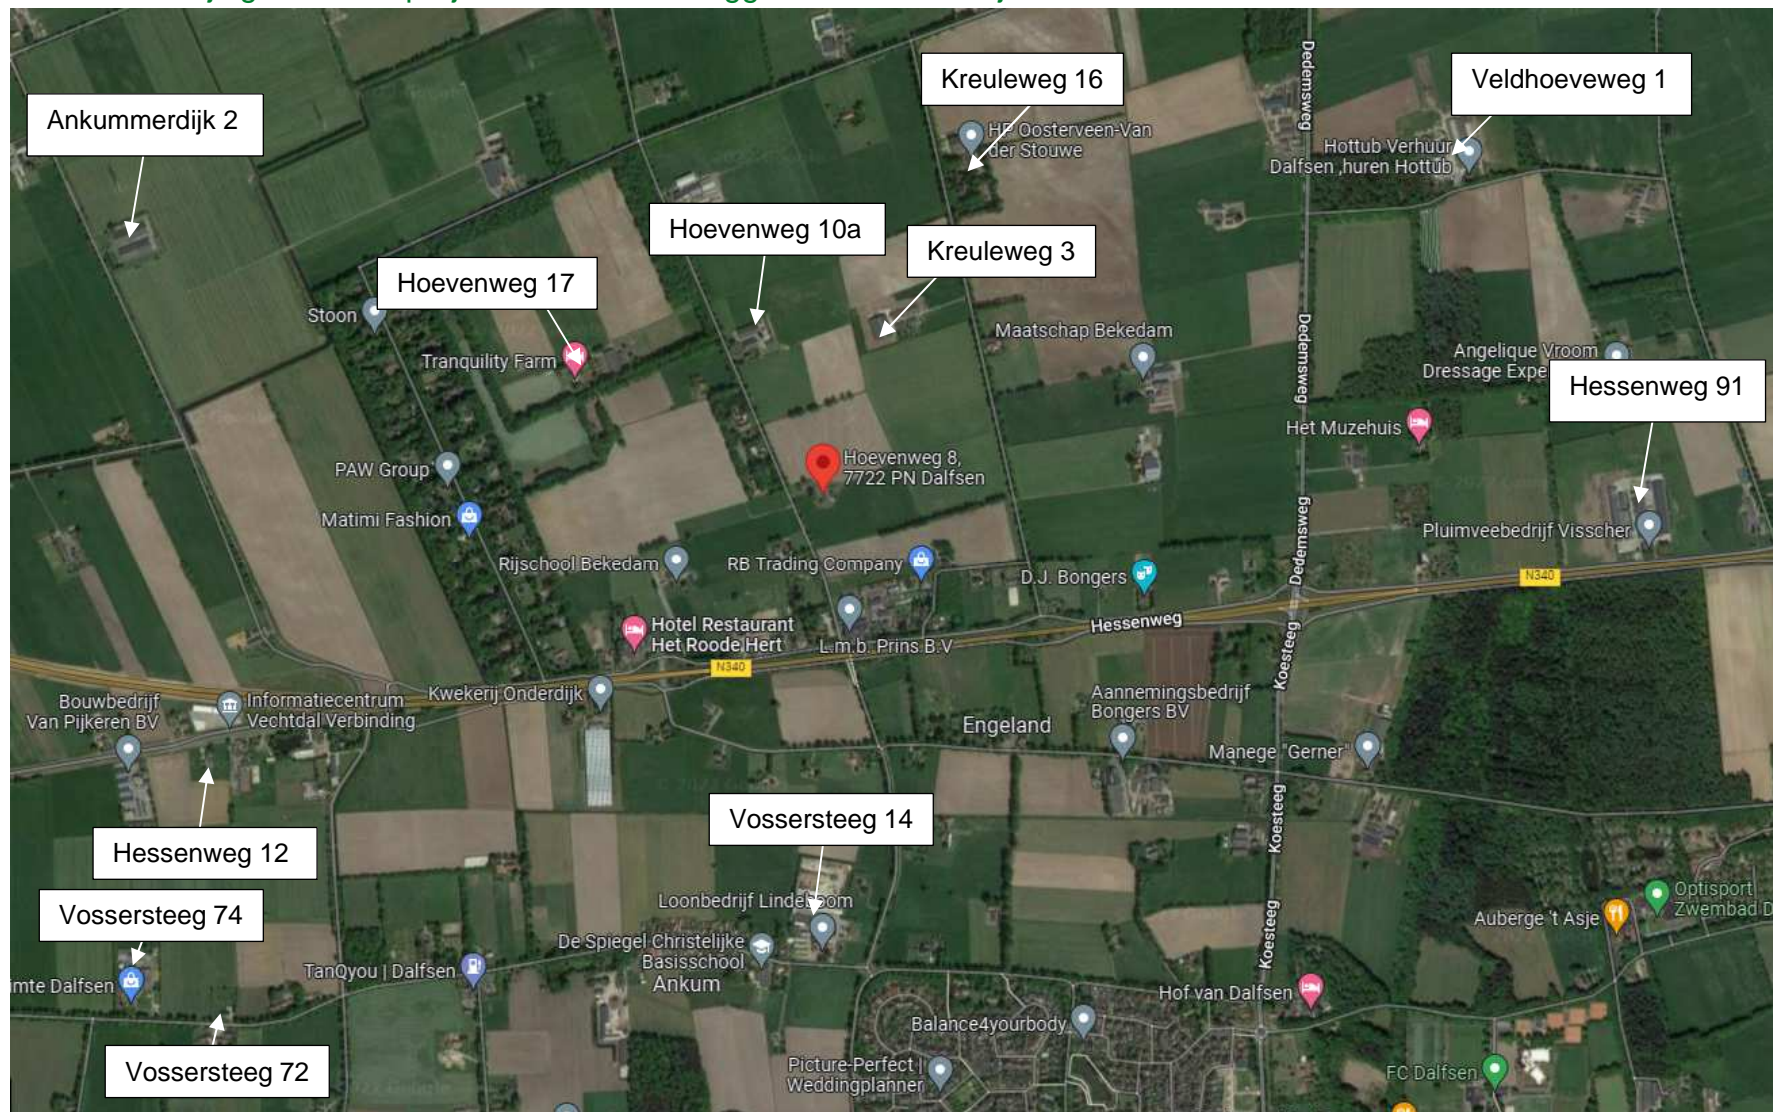 Kreuleweg 16
Veldhoeveweg 1
Ankummerdijk 2
Dedemsweg
HP Oosterveen-Van
der Stouwe
Hottub Verhuur
Dalfsen ,huren Hottub
Hoevenweg 10a
Kreuleweg 3
Hoevenweg 17
Stoon
Maatschap Bekedam
Dedemsweg
Tranquility Farm
Angelique Vroom
Dressage Expe
Hessenweg 91
Het Muzehuis
PAW Group
Hoevenweg 8,
7722 PN Dalfsen
Matimi Fashion
Dedemsweg
Pluimveebedrijf Visscher
Rijschool Bekedam
RB Trading Company
D.J. Bongers
N340
Hotel Restaurant
Het Roode Hert
L.m.b. Prins B.V
Hessenweg
N340
Koesteeg
Bouwbedrijf
Van Pijkeren BV
Informatiecentrum
Vechtdal Verbinding
Kwekerij Onderdijk
Aannemingsbedrijf
Bongers BV
Engeland
Manege "Gerner"
Vossersteeg 14
Koesteeg
Hessenweg 12
Vossersteeg 74
Loonbedrijf Lindeboom
Optisport
Zwembad D
Auberge 't Asje
De Spiegel Christelijke
Basisschool
Ankum
Koesteeg
TanQyou | Dalfsen
imte Dalfsen
Hof van Dalfsen
Balance4yourbody
Vossersteeg 72
Picture-Perfect |
Weddingplanner
FC Dalfsen